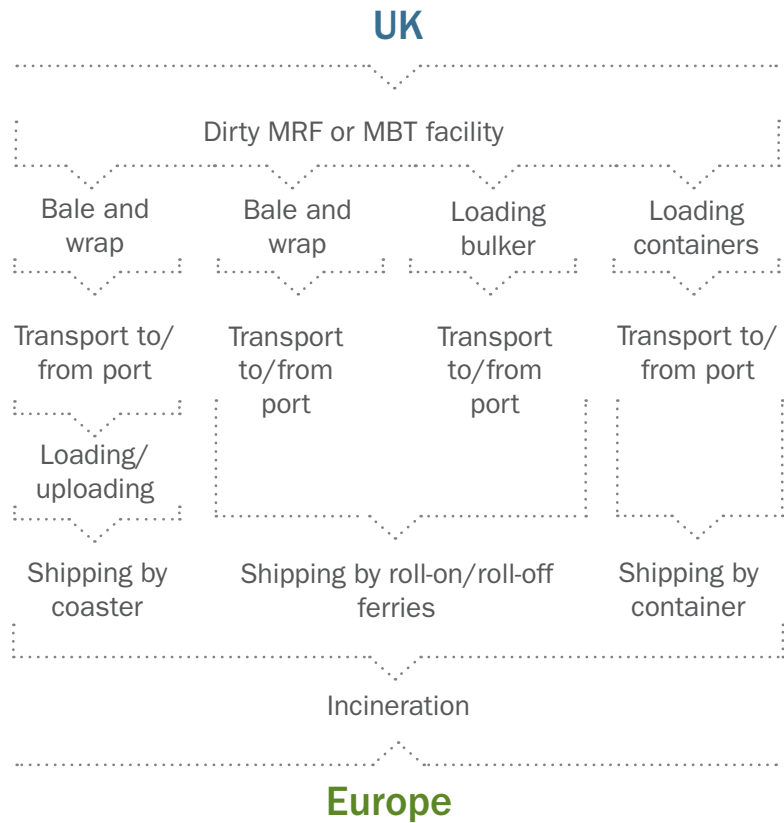 UK
Dirty MRF or MBT facility
Bale and
wrap
Bale and
wrap
Loading
bulker
Loading
containers
Transport to/
from port
Transport
to/from
port
Transport
to/from
port
Transport to/
from port
Loading/
uploading
Shipping by
coaster
Shipping by roll-on/roll-off
ferries
Shipping by
container
Incineration
Europe